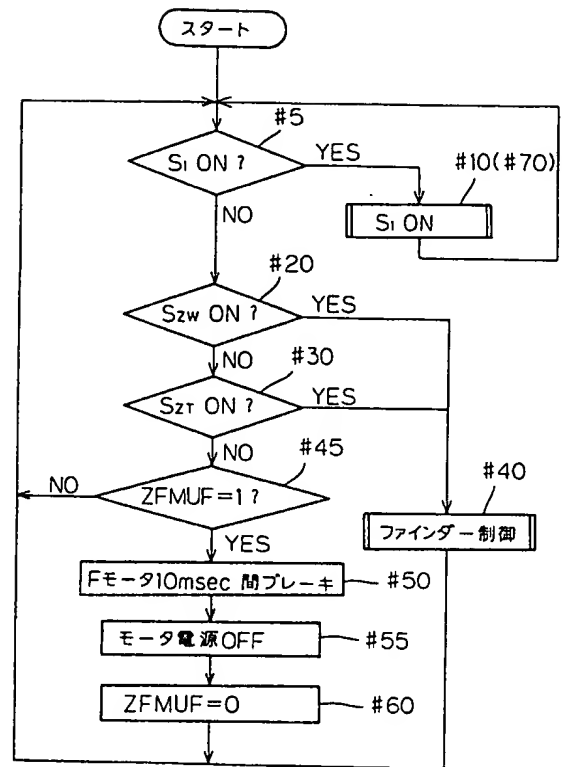 スタート
#5
S1 ON ?
YES
#10(#70)
S1 ON
NO
#20
SZW ON ?
YES
NO
#30
SZT ON ?
YES
NO
#45
ZFMUF=1?
NO
#40
ファインダー制御
YES
Fモータ10msec間ブレーキ
#50
モータ電源OFF
#55
ZFMUF=0
#60